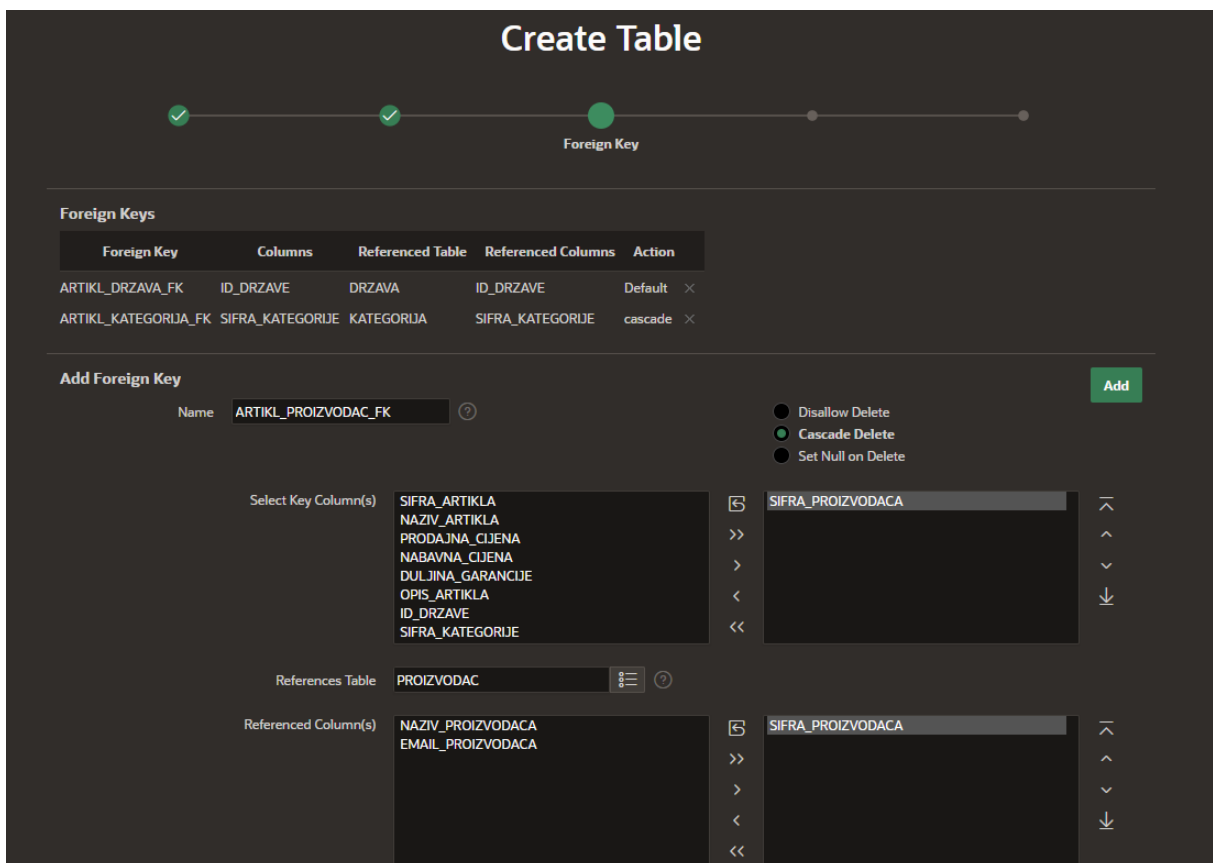 Create Table
Foreign Key
Foreign Keys
Foreign Key Columns Referenced Table Referenced Columns Action
ARTIKL_DRZAVA_FK ID_DRZAVE DRZAVA ID_DRZAVE Default
ARTIKL_KATEGORIJA_FK SIFRA_KATEGORIJE KATEGORIJA SIFRA_KATEGORIJE cascade
Add Foreign Key
Add
Name ARTIKL_PROIZVODAC_FK ?
Disallow Delete
Cascade Delete
Set Null on Delete
Select Key Column(s)
SIFRA_ARTIKLA
NAZIV_ARTIKLA
PRODAJNA_CIJENA
NABAVNA_CIJENA
DULJINA_GARANCIJE
OPIS_ARTIKLA
ID_DRZAVE
SIFRA_KATEGORIJE
SIFRA_PROIZVODACA
References Table PROIZVODAC ?
Referenced Column(s)
NAZIV_PROIZVODACA
EMAIL_PROIZVODACA
SIFRA_PROIZVODACA